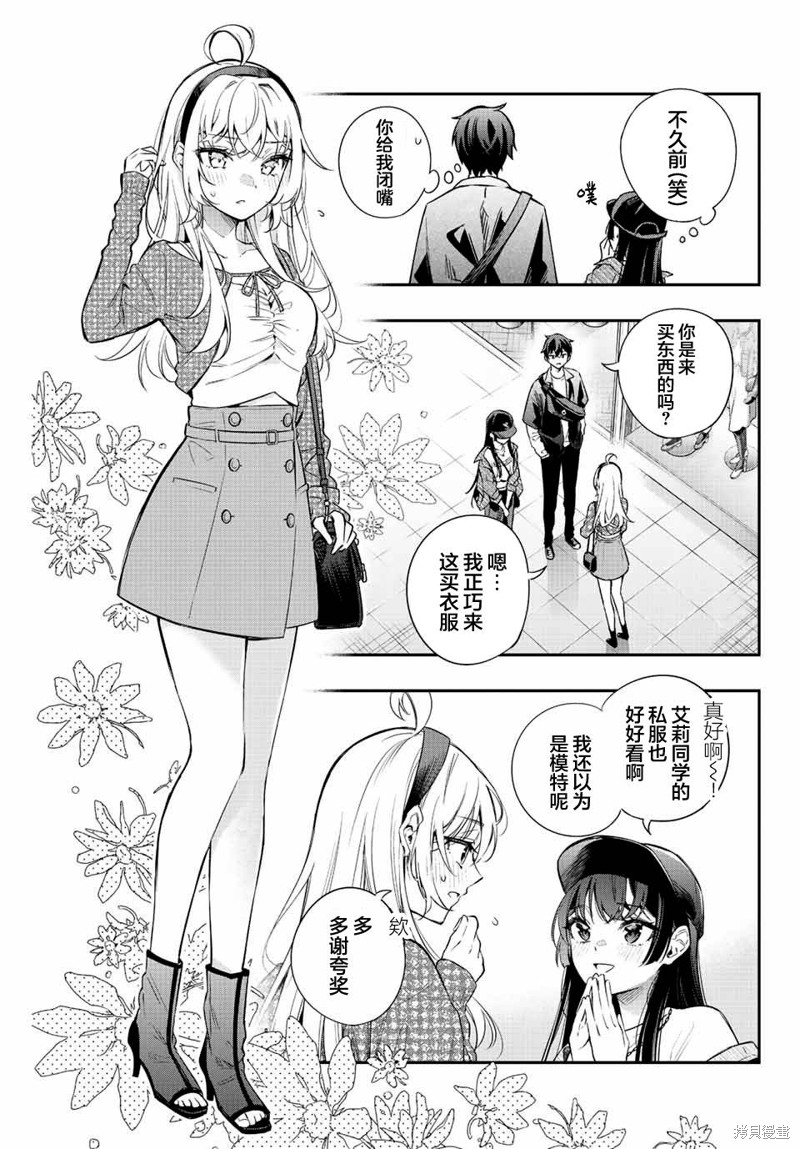 不久前(笑)
噗
你给我闭嘴
你是来
买东西的吗?
嗯…
我正巧来
这买衣服
真好啊~!
艾莉同学的
私服也
好好看啊
我还以为
是模特呢
欸
多
多谢夸奖
拷貝漫畫